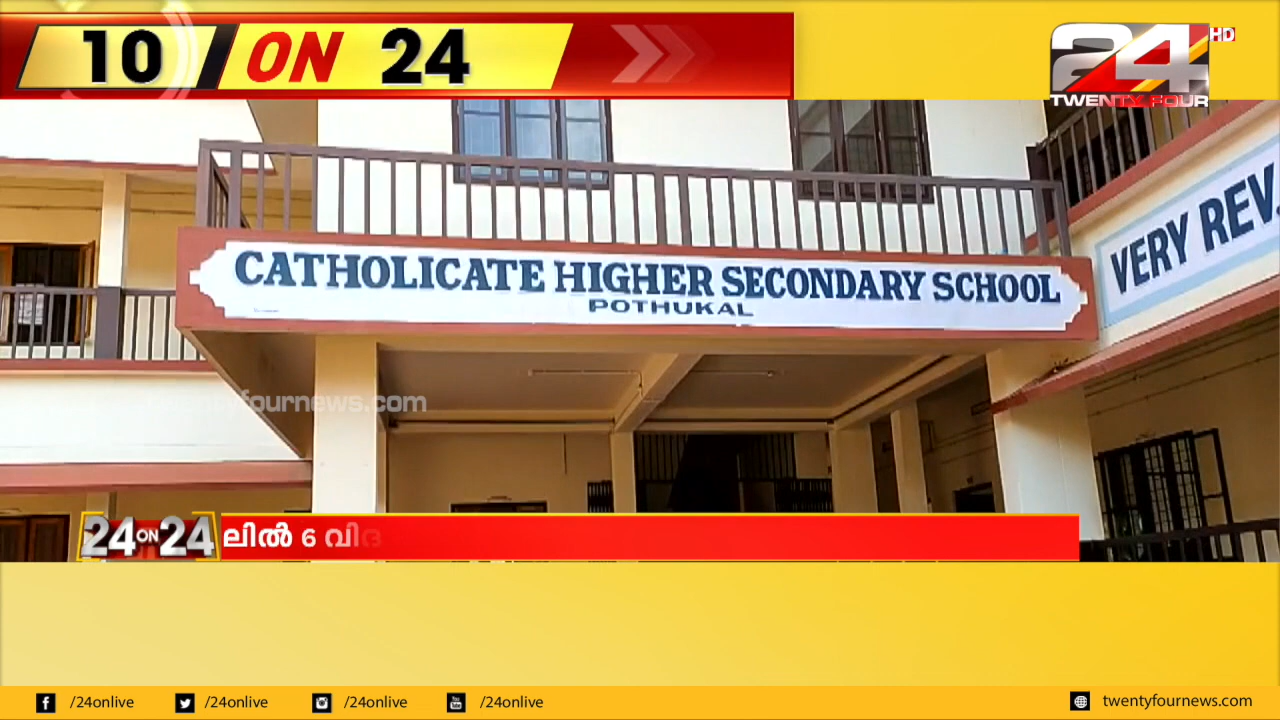 10 ON 24
24 HD
TWENTY FOUR
VERY REV
CATHOLICATE HIGHER SECONDARY SCHOOL
POTHUKAL
twentyfournews.com
24 ON 24 ലിൽ 6
/24onlive /24onlive /24onlive /24onlive twentyfournews.com